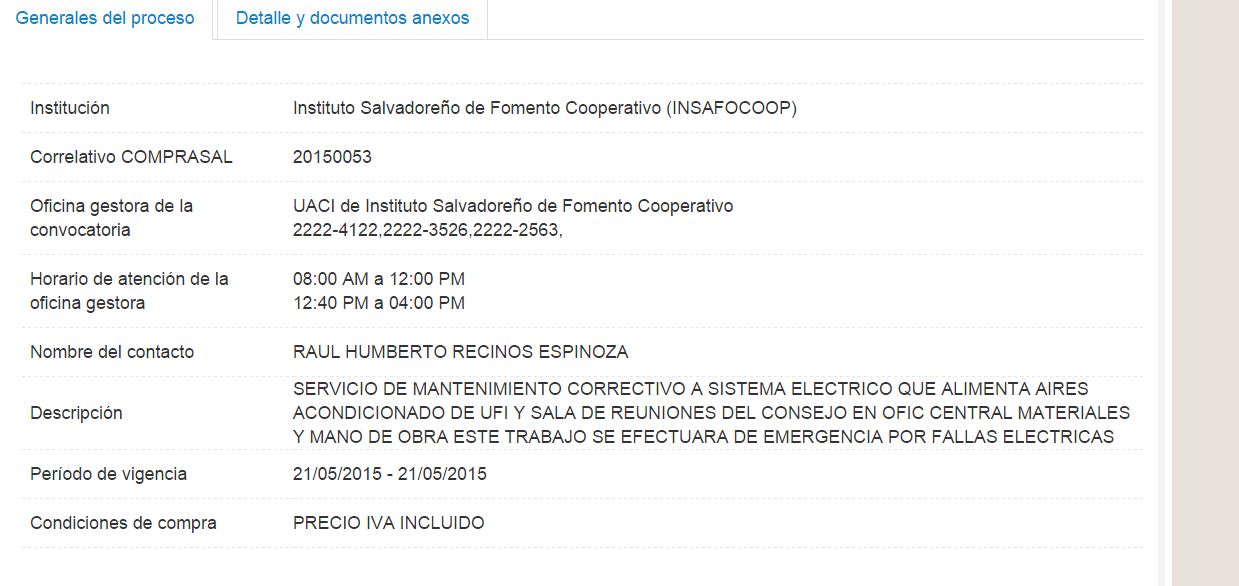 Generales del proceso
Detalle y documentos anexos
Institución
Instituto Salvadoreño de Fomento Cooperativo (INSAFOCOOP)
Correlativo COMPRASAL
20150053
Oficina gestora de la
convocatoria
UACI de Instituto Salvadoreño de Fomento Cooperativo
2222-4122,2222-3526,2222-2563,
Horario de atención de la
oficina gestora
08:00 AM a 12:00 PM
12:40 PM a 04:00 PM
Nombre del contacto
RAUL HUMBERTO RECINOS ESPINOZA
Descripción
SERVICIO DE MANTENIMIENTO CORRECTIVO A SISTEMA ELECTRICO QUE ALIMENTA AIRES
ACONDICIONADO DE UFI Y SALA DE REUNIONES DEL CONSEJO EN OFIC CENTRAL MATERIALES
Y MANO DE OBRA ESTE TRABAJO SE EFECTUARA DE EMERGENCIA POR FALLAS ELECTRICAS
Período de vigencia
21/05/2015 - 21/05/2015
Condiciones de compra
PRECIO IVA INCLUIDO